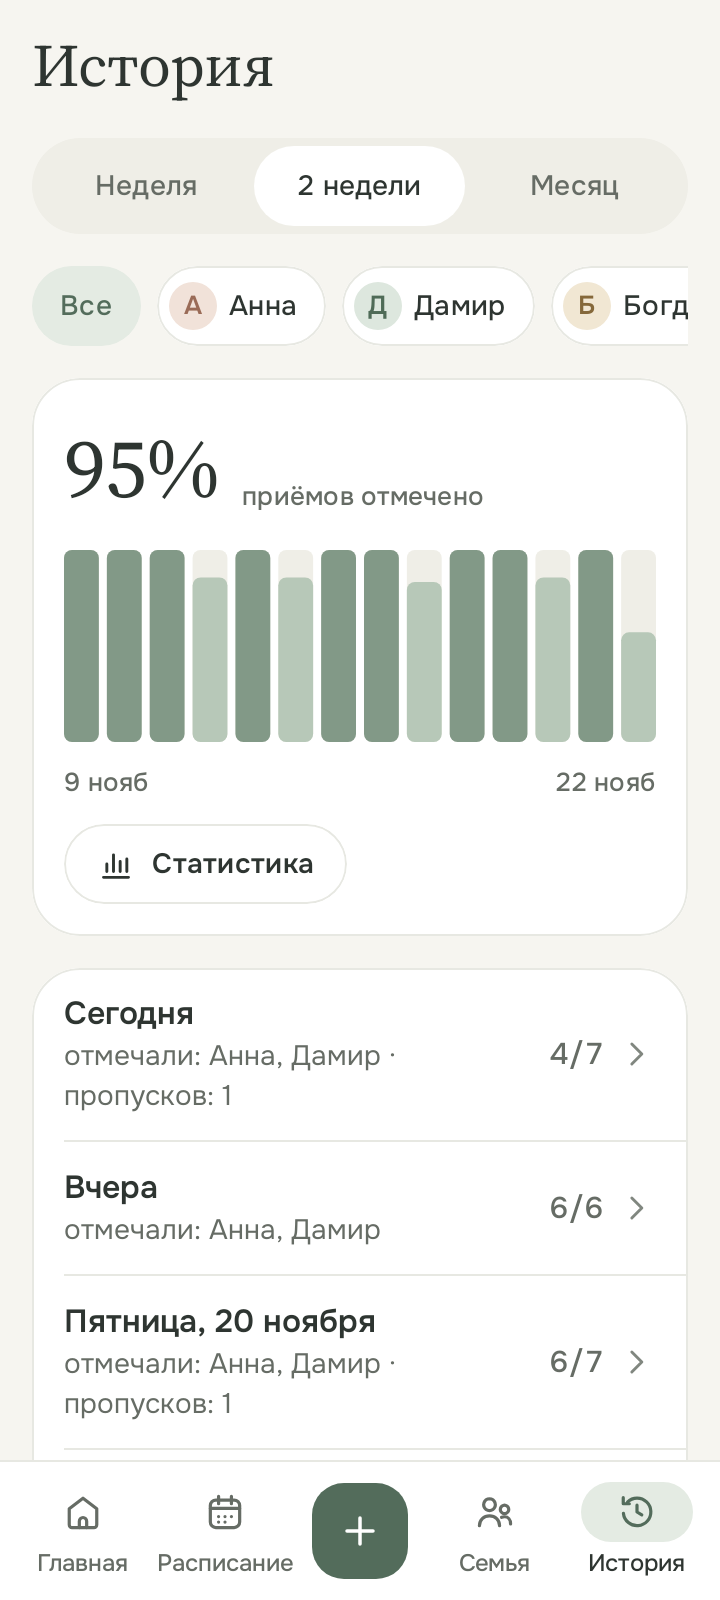 История
Неделя
2 недели
Месяц
Все
А Анна
Д Дамир
Б Богд
95% приёмов отмечено
9 нояб
22 нояб
Статистика
Сегодня
отмечали: Анна, Дамир ·
пропусков: 1
4/7
Вчера
отмечали: Анна, Дамир
6/6
Пятница, 20 ноября
отмечали: Анна, Дамир ·
пропусков: 1
6/7
Главная
Расписание
Семья
История